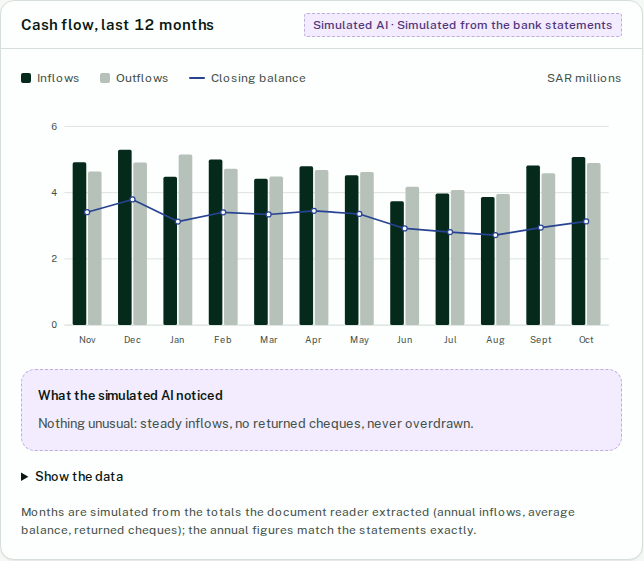 Cash flow, last 12 months
Simulated AI · Simulated from the bank statements
Inflows
Outflows
Closing balance
SAR millions
6
4
2
0
Nov Dec Jan Feb Mar Apr May Jun Jul Aug Sept Oct
What the simulated AI noticed
Nothing unusual: steady inflows, no returned cheques, never overdrawn.
Show the data
Months are simulated from the totals the document reader extracted (annual inflows, average
balance, returned cheques); the annual figures match the statements exactly.